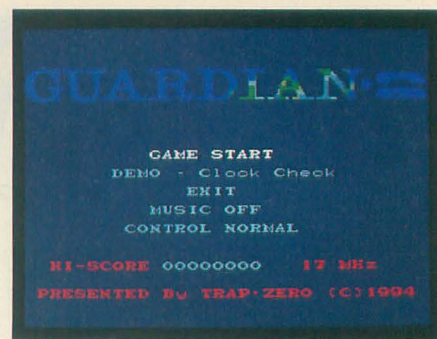 GUARDIAN
GAME START
DEMO - Clock Check
EXIT
MUSIC OFF
CONTROL NORMAL
HI-SCORE 00000000 17 MHz
PRESENTED By TRAP·ZERO (C)1994